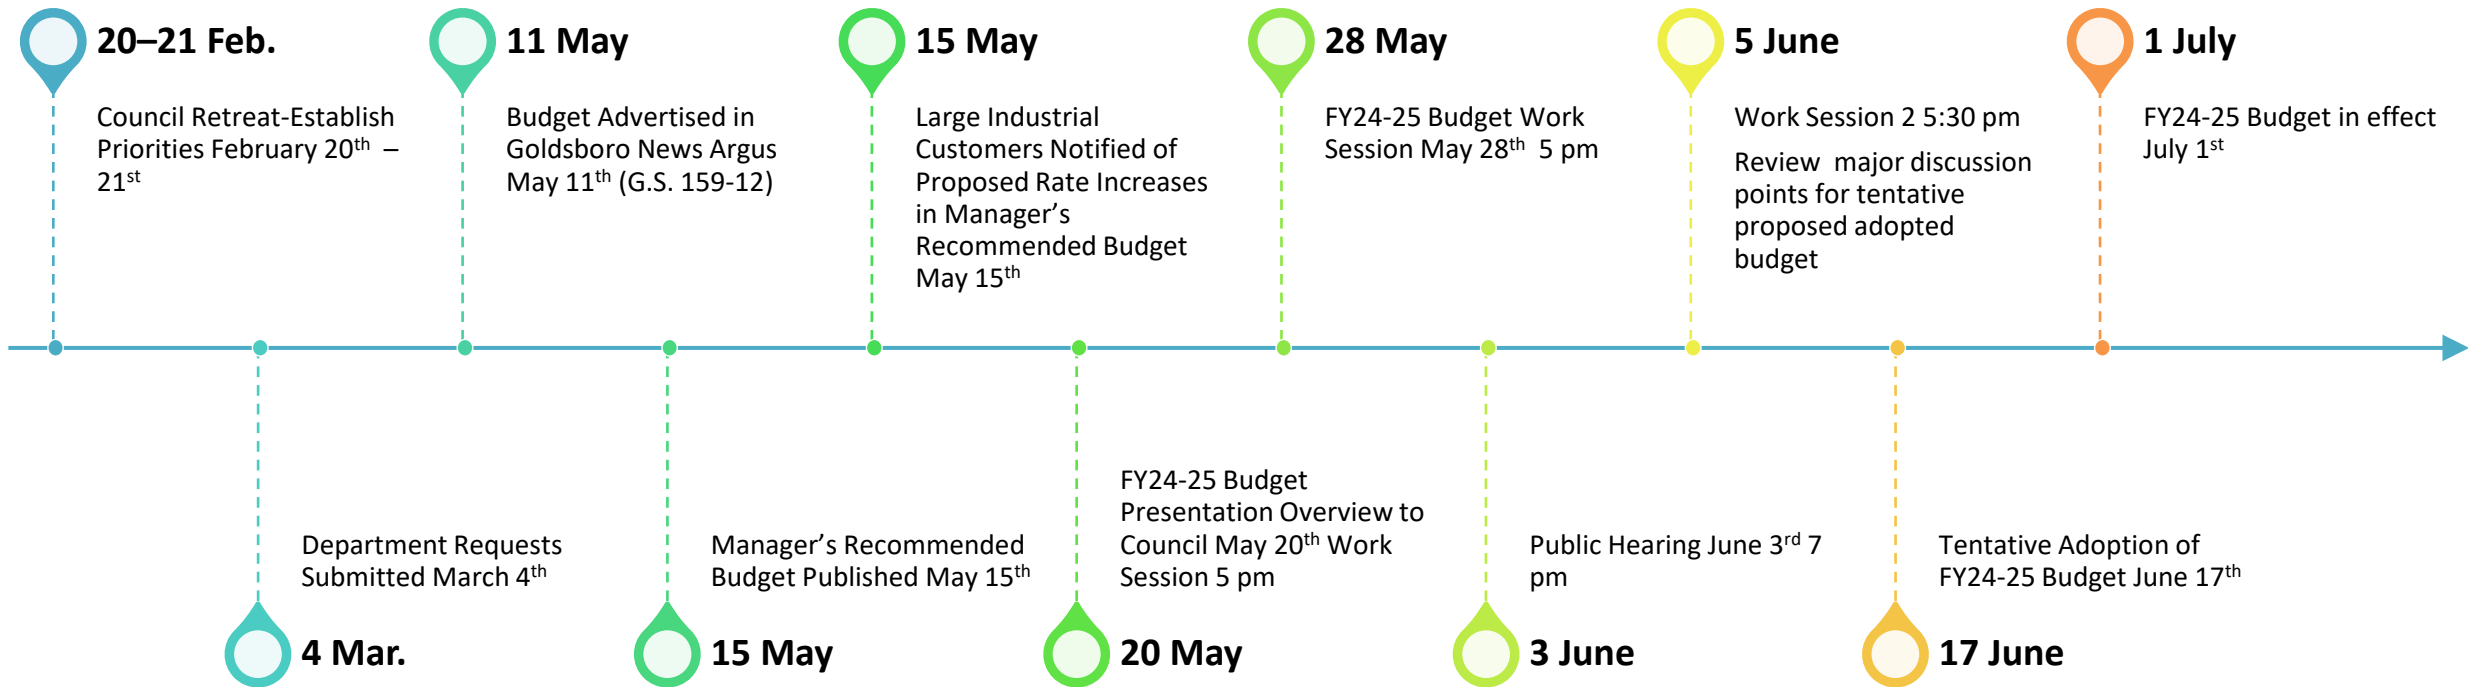 20–21 Feb.
Council Retreat-Establish
Priorities February 20th –
21st
11 May
Budget Advertised in
Goldsboro News Argus
May 11th (G.S. 159-12)
15 May
Large Industrial
Customers Notified of
Proposed Rate Increases
in Manager’s
Recommended Budget
May 15th
28 May
FY24-25 Budget Work
Session May 28th 5 pm
5 June
Work Session 2 5:30 pm
Review major discussion
points for tentative
proposed adopted
budget
1 July
FY24-25 Budget in effect
July 1st
Department Requests
Submitted March 4th
4 Mar.
Manager’s Recommended
Budget Published May 15th
15 May
FY24-25 Budget
Presentation Overview to
Council May 20th Work
Session 5 pm
20 May
Public Hearing June 3rd 7
pm
3 June
Tentative Adoption of
FY24-25 Budget June 17th
17 June